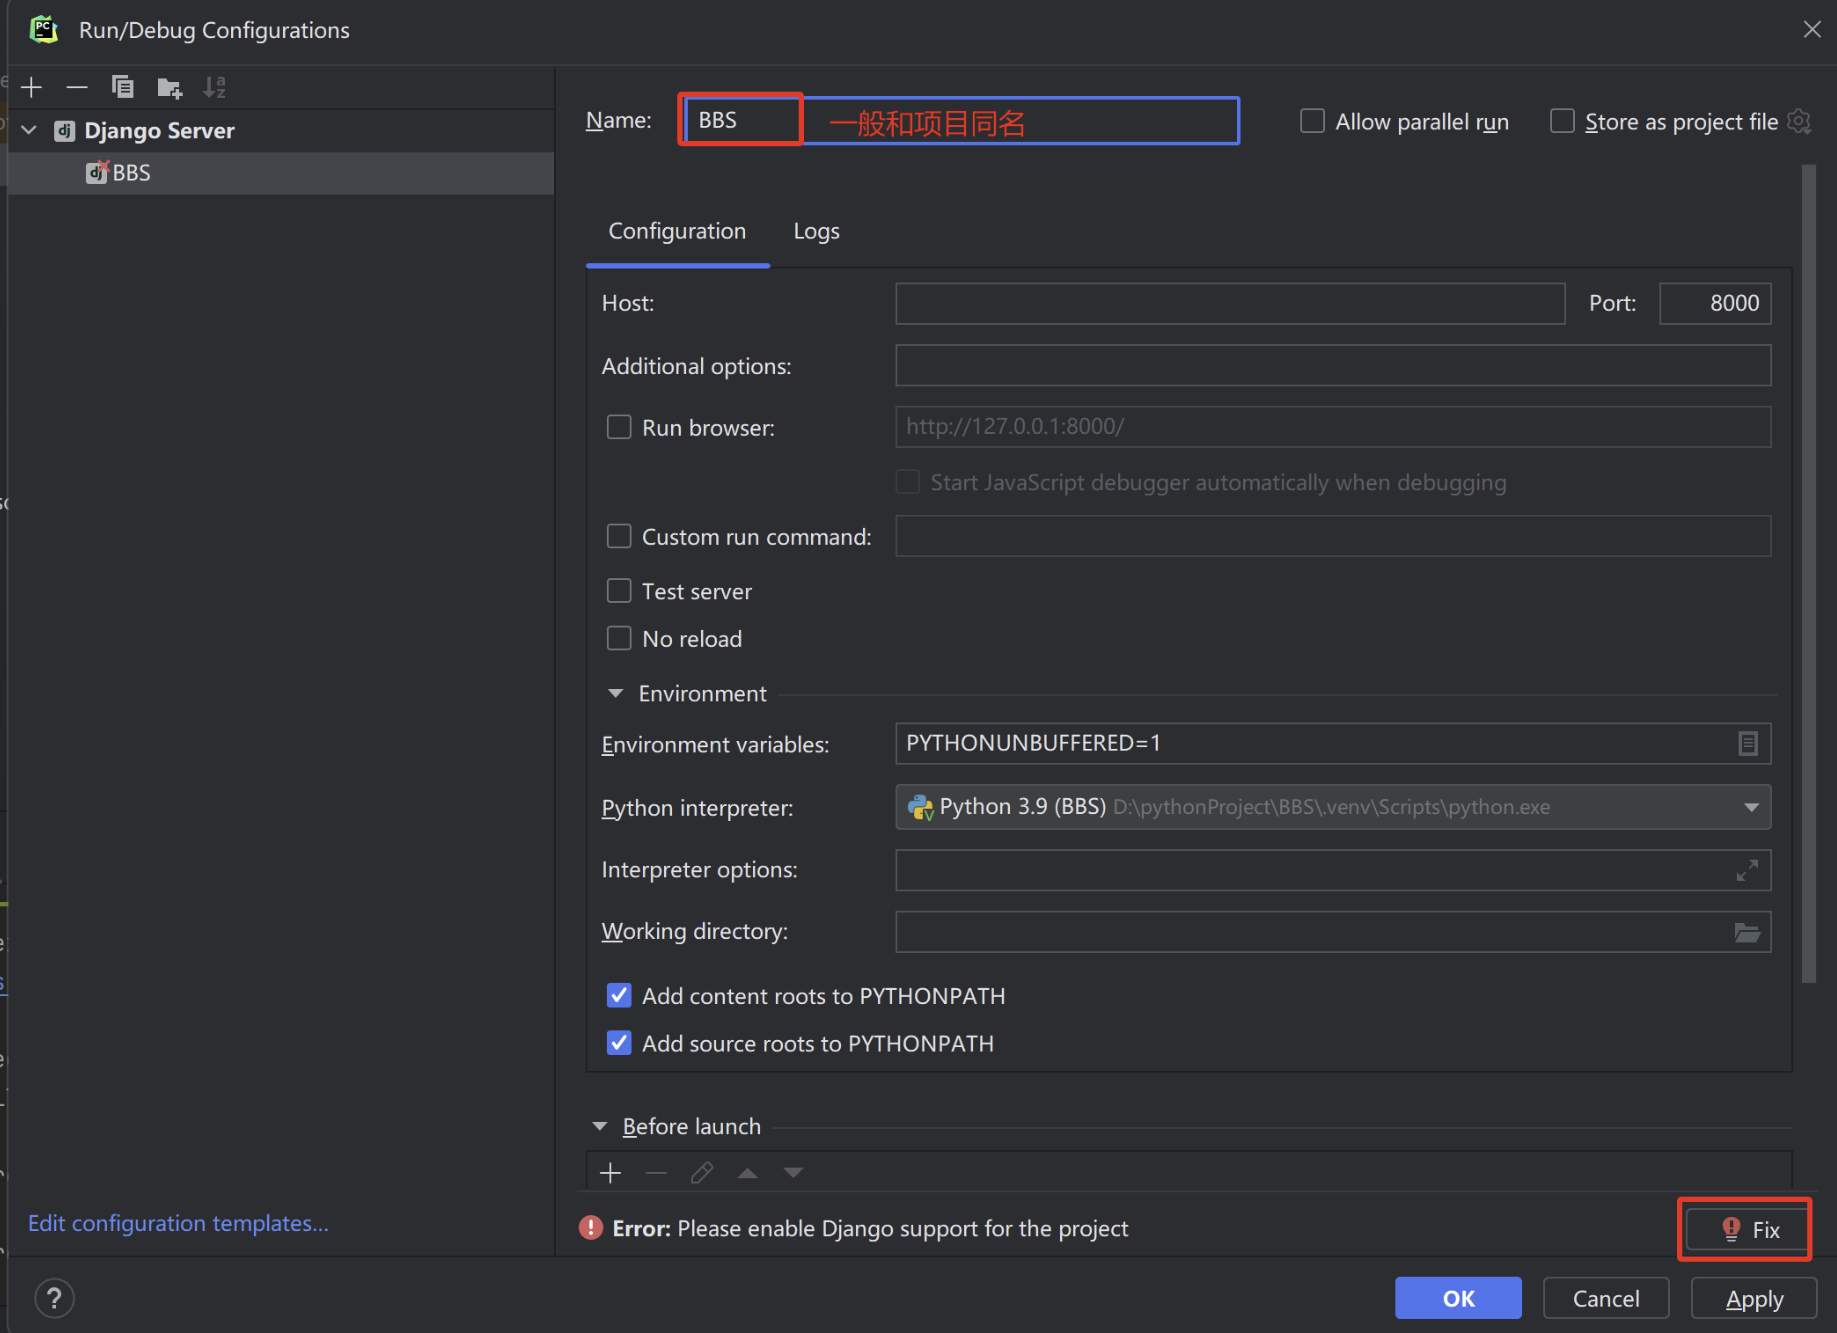 Run/Debug Configurations
Django Server
BBS
Edit configuration templates...
Name: BBS 一般和项目同名
Allow parallel run
Store as project file
Configuration
Logs
Host:
Port: 8000
Additional options:
Run browser: http://127.0.0.1:8000/
Start JavaScript debugger automatically when debugging
Custom run command:
Test server
No reload
Environment
Environment variables: PYTHONUNBUFFERED=1
Python interpreter: Python 3.9 (BBS) D:\pythonProject\BBS\.venv\Scripts\python.exe
Interpreter options:
Working directory:
Add content roots to PYTHONPATH
Add source roots to PYTHONPATH
Before launch
Error: Please enable Django support for the project
Fix
OK
Cancel
Apply